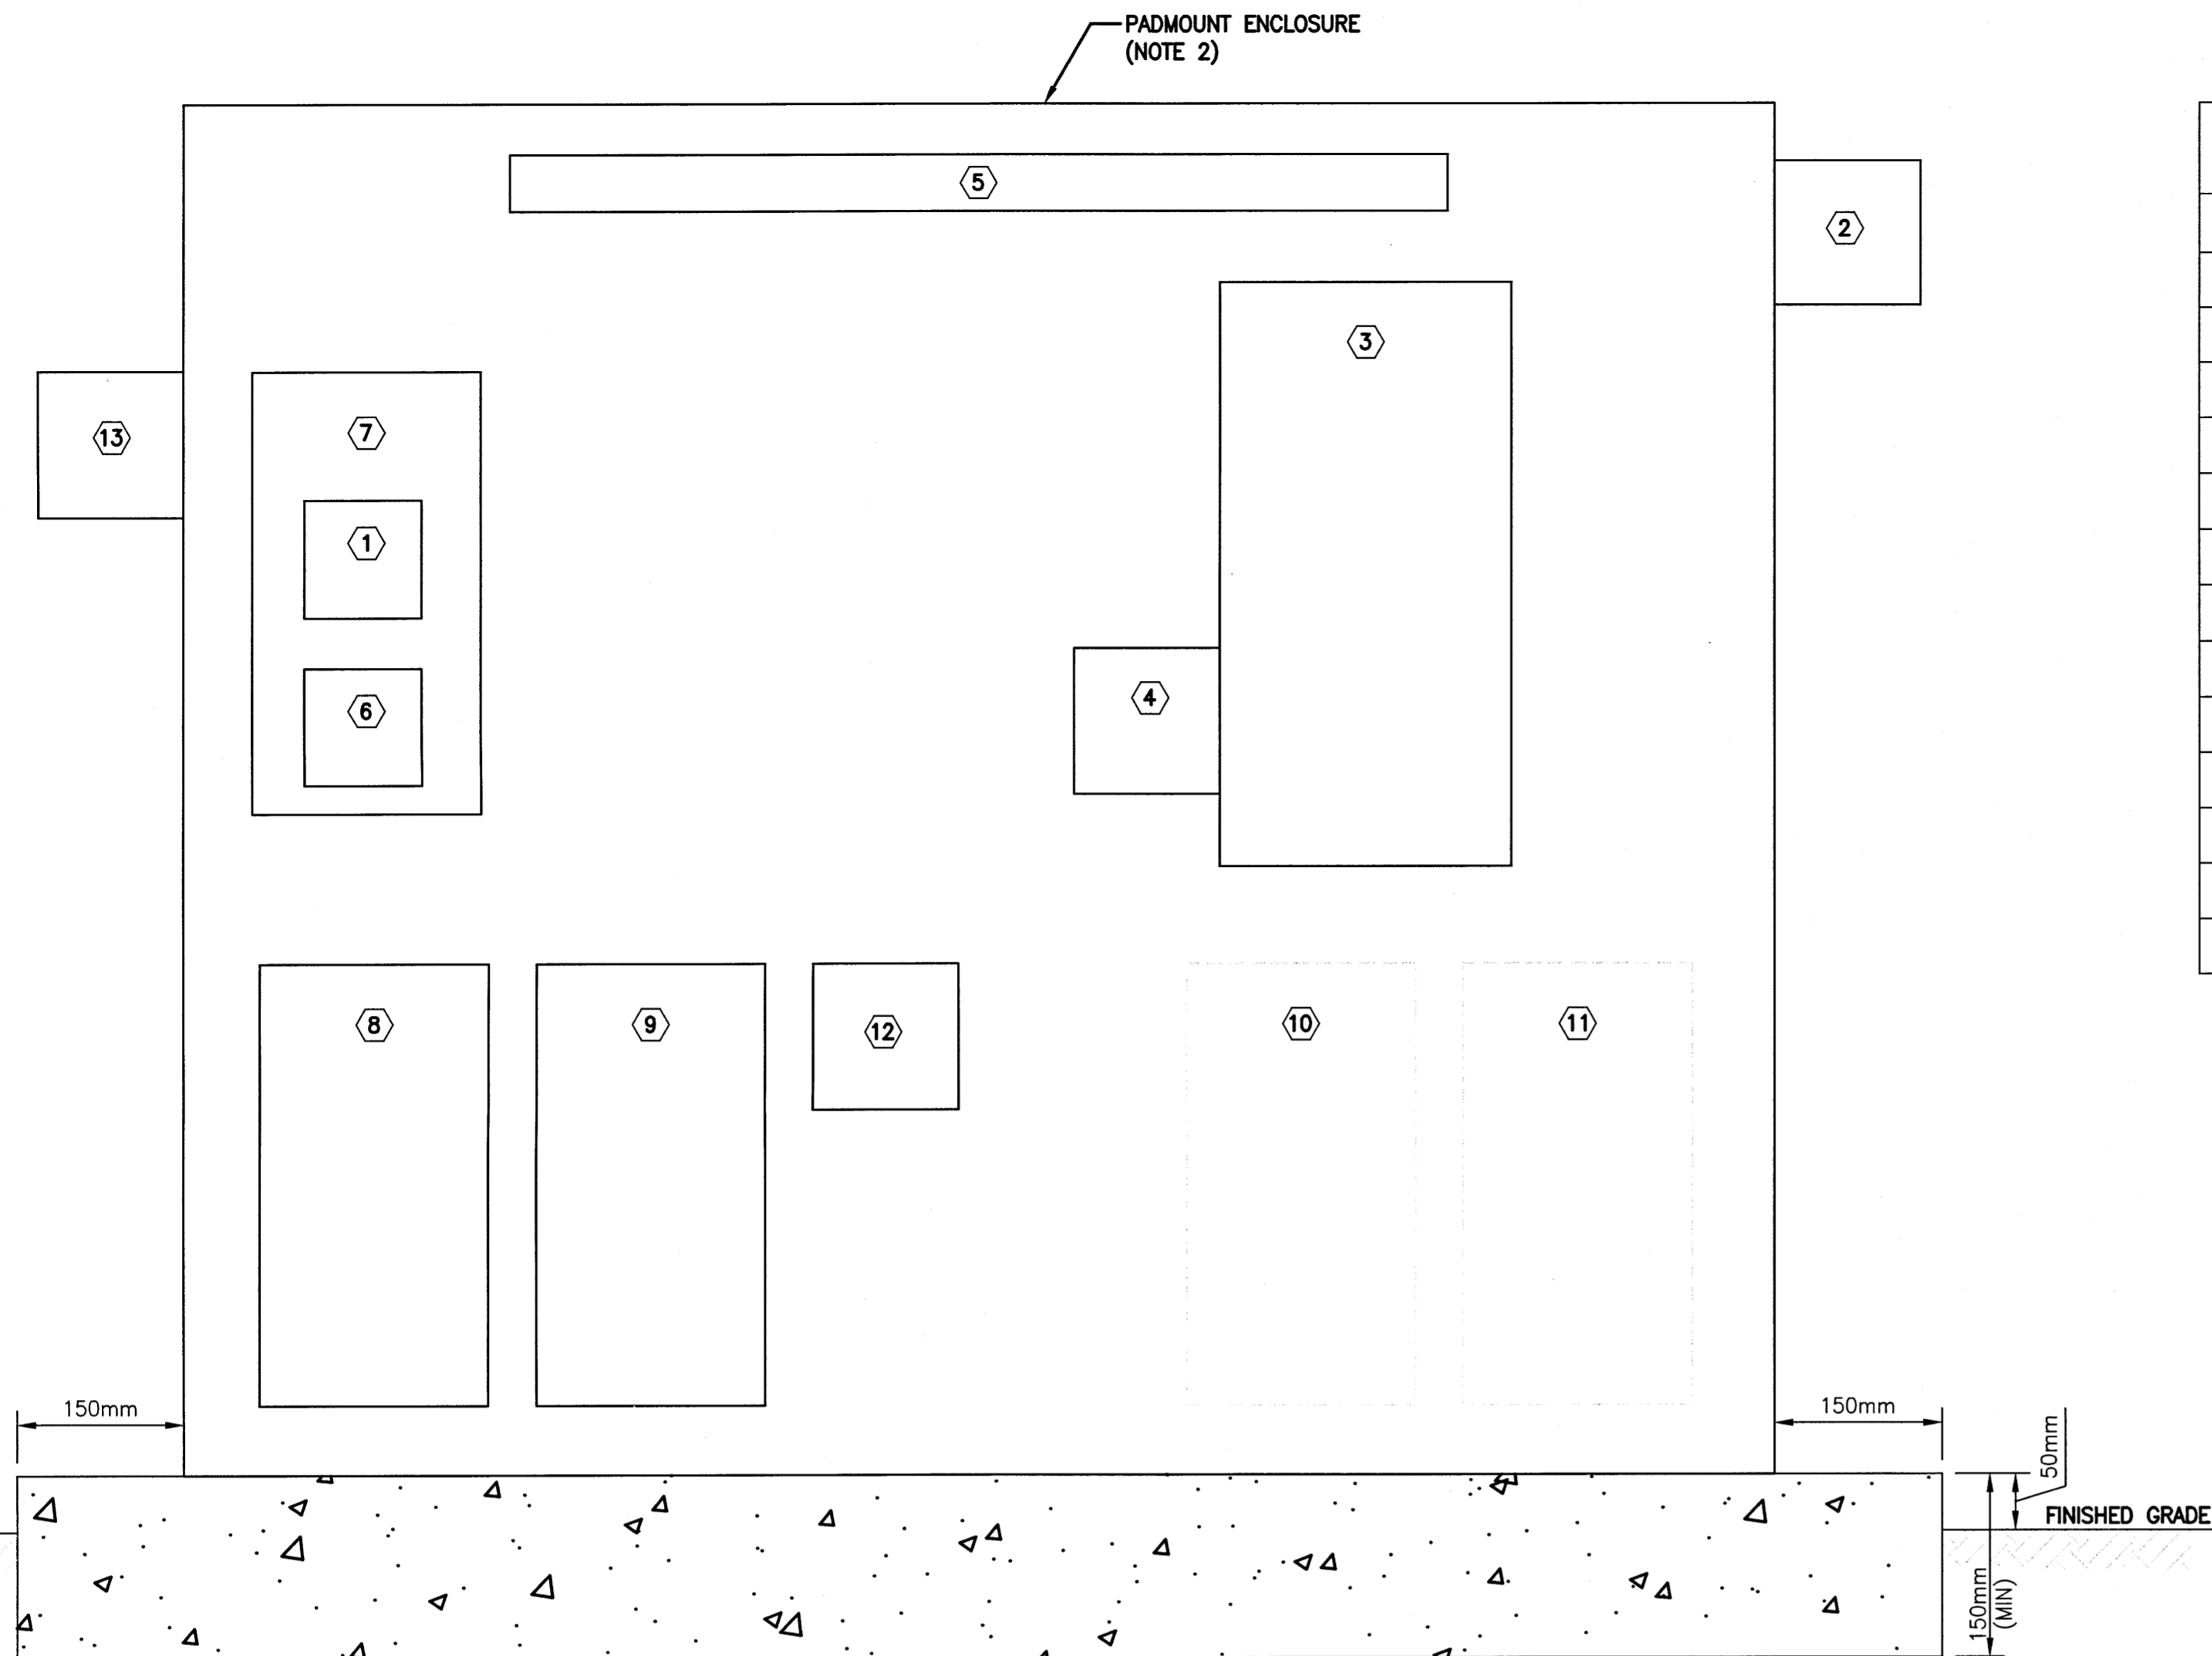 PADMOUNT ENCLOSURE
(NOTE 2)
5
2
3
13
7
1
6
4
8
9
12
10
11
150mm
150mm
50mm
FINISHED GRADE
150mm
(MIN)